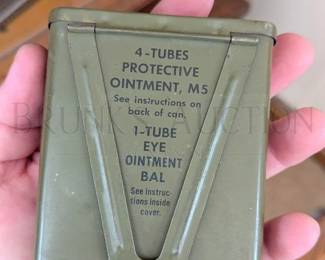 4-TUBES
PROTECTIVE
OINTMENT, M5
See instructions on
back of can.
1-TUBE
EYE
OINTMENT
BAL
See instruc-
tions inside
cover.